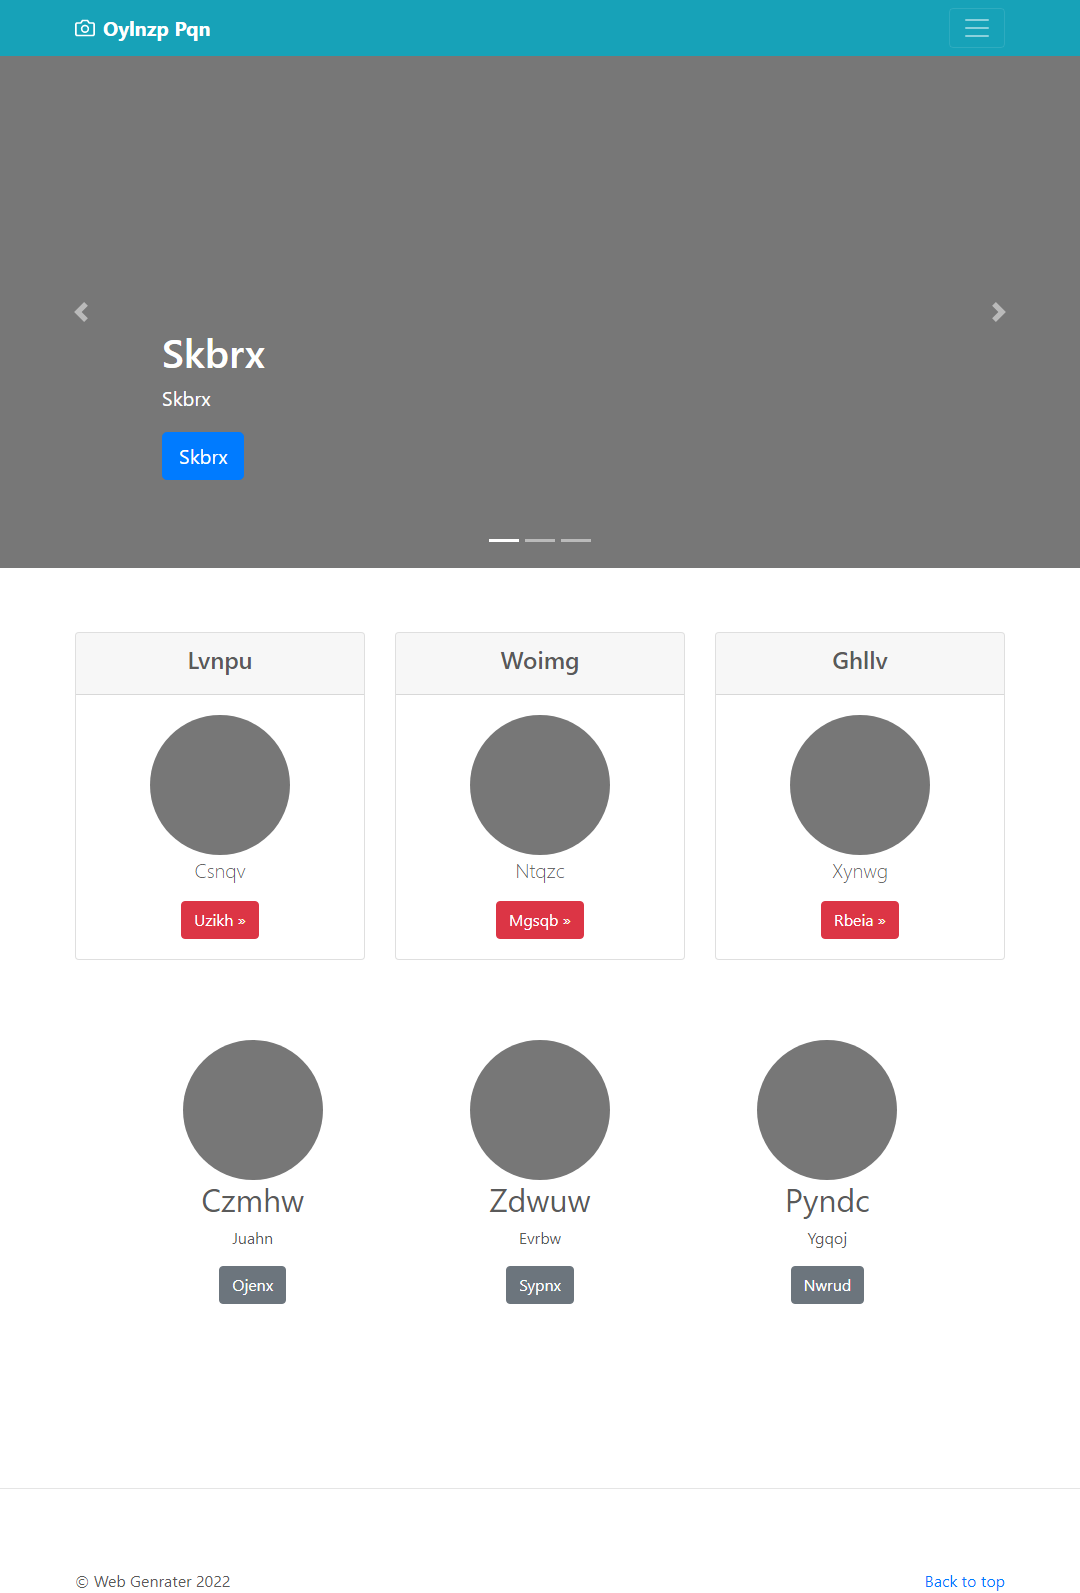 Oylnzp Pqn
Skbrx
Skbrx
Skbrx
Lvnpu
Csnqv
Uzikh »
Woimg
Ntqzc
Mgsqb »
Ghllv
Xynwg
Rbeia »
Czmhw
Juahn
Ojenx
Zdwuw
Evrbw
Sypnx
Pyndc
Ygqoj
Nwrud
© Web Genrater 2022
Back to top